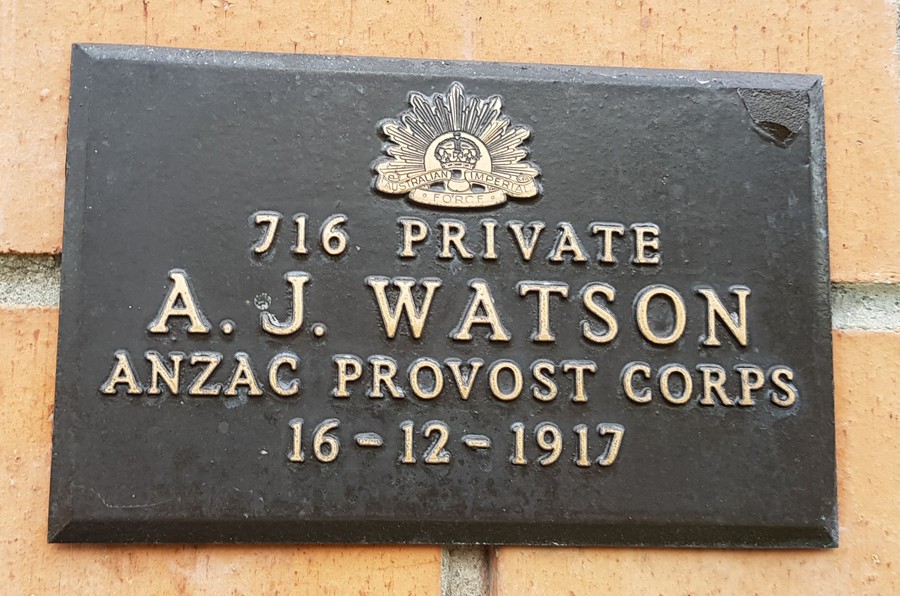 AUSTRALIAN IMPERIAL
FORCE
716 PRIVATE
A. J. WATSON
ANZAC PROVOST CORPS
16-12-1917